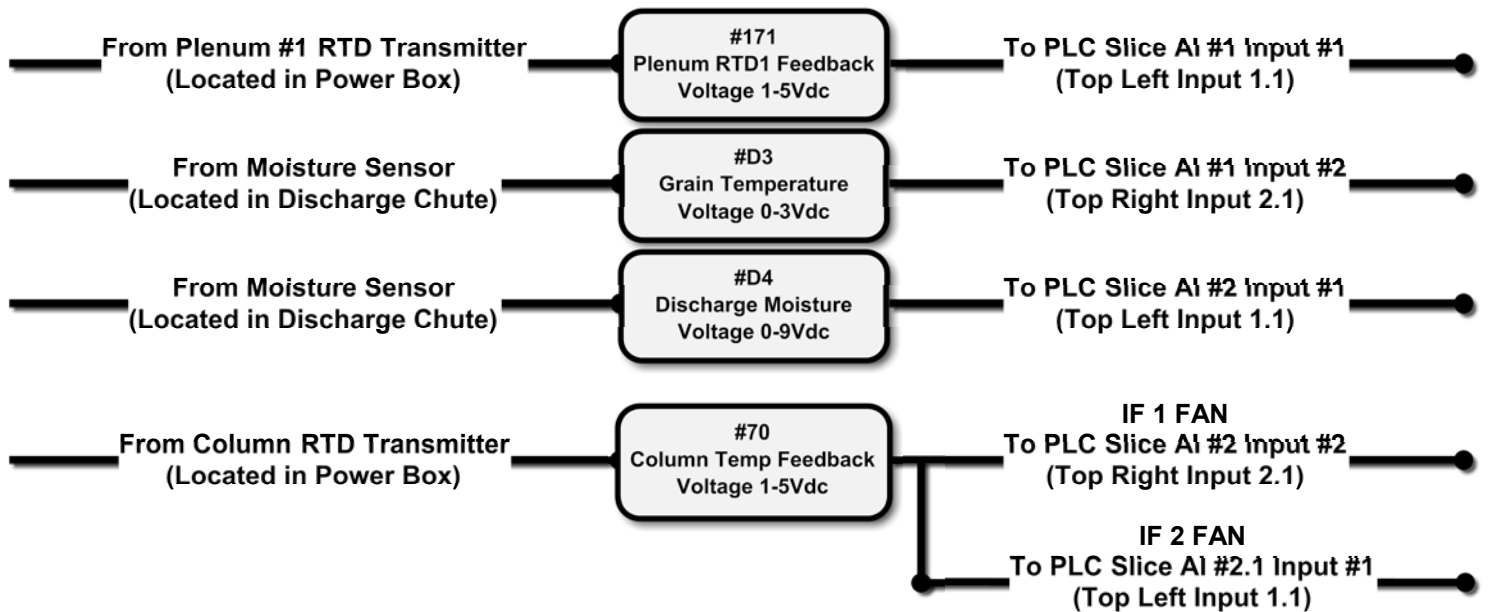 From Plenum #1 RTD Transmitter
(Located in Power Box)
#171
Plenum RTD1 Feedback
Voltage 1-5Vdc
To PLC Slice AI #1 Input #1
(Top Left Input 1.1)
From Moisture Sensor
(Located in Discharge Chute)
#D3
Grain Temperature
Voltage 0-3Vdc
To PLC Slice AI #1 Input #2
(Top Right Input 2.1)
From Moisture Sensor
(Located in Discharge Chute)
#D4
Discharge Moisture
Voltage 0-9Vdc
To PLC Slice AI #2 Input #1
(Top Left Input 1.1)
From Column RTD Transmitter
(Located in Power Box)
#70
Column Temp Feedback
Voltage 1-5Vdc
IF 1 FAN
To PLC Slice AI #2 Input #2
(Top Right Input 2.1)
IF 2 FAN
To PLC Slice AI #2.1 Input #1
(Top Left Input 1.1)